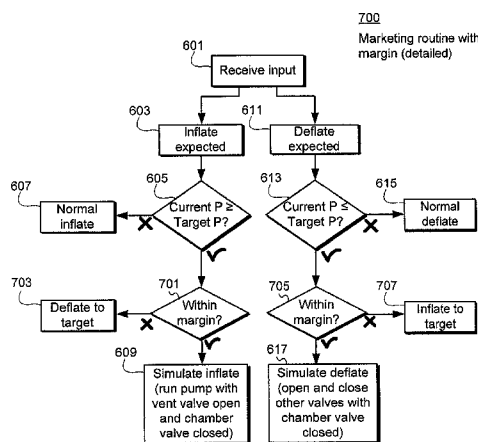 700
Marketing routine with
margin (detailed)
601
Receive input
603
Inflate
expected
611
Deflate
expected
605
Current P ≥
Target P?
613
Current P ≤
Target P?
607
Normal
inflate
615
Normal
deflate
703
Deflate to
target
701
Within
margin?
705
Within
margin?
707
Inflate to
target
609
Simulate inflate
(run pump with
vent valve open
and chamber
valve closed)
617
Simulate deflate
(open and close
other valves with
chamber valve
closed)